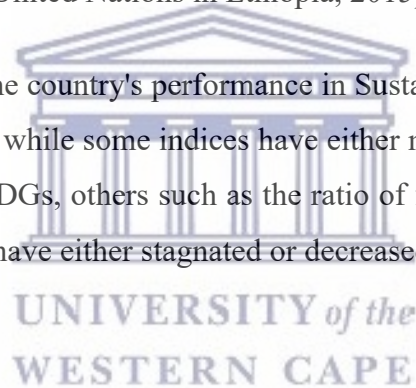 United Nations in Ethiopia, 2015
the country's performance in Susta
while some indices have either
DGs, others such as the ratio of
have either stagnated or decreased
UNIVERSITY of the
WESTERN CAPE